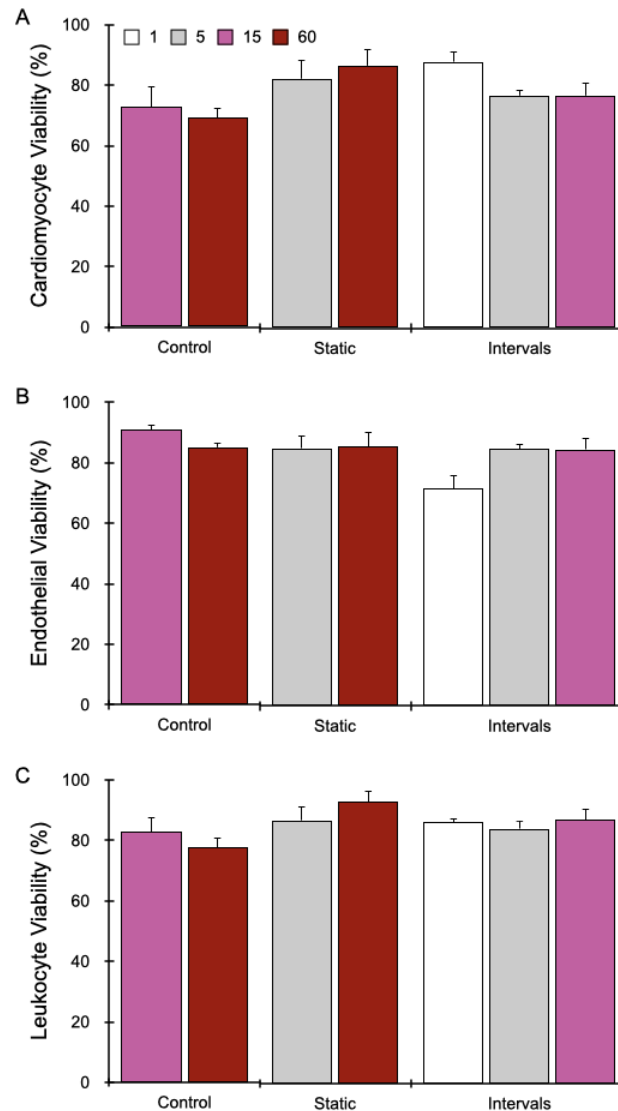 A
100
1 5 15 60
80
60
40
20
0
Cardiomyocyte Viability (%)
Control Static Intervals
B
100
80
60
40
20
0
Endothelial Viability (%)
Control Static Intervals
C
100
80
60
40
20
0
Leukocyte Viability (%)
Control Static Intervals